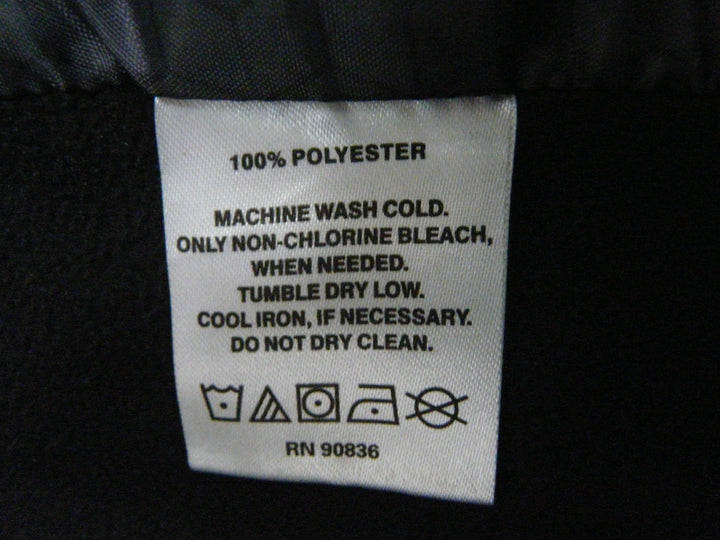 100% POLYESTER
MACHINE WASH COLD.
ONLY NON-CHLORINE BLEACH,
WHEN NEEDED.
TUMBLE DRY LOW.
COOL IRON, IF NECESSARY.
DO NOT DRY CLEAN.
RN 90836